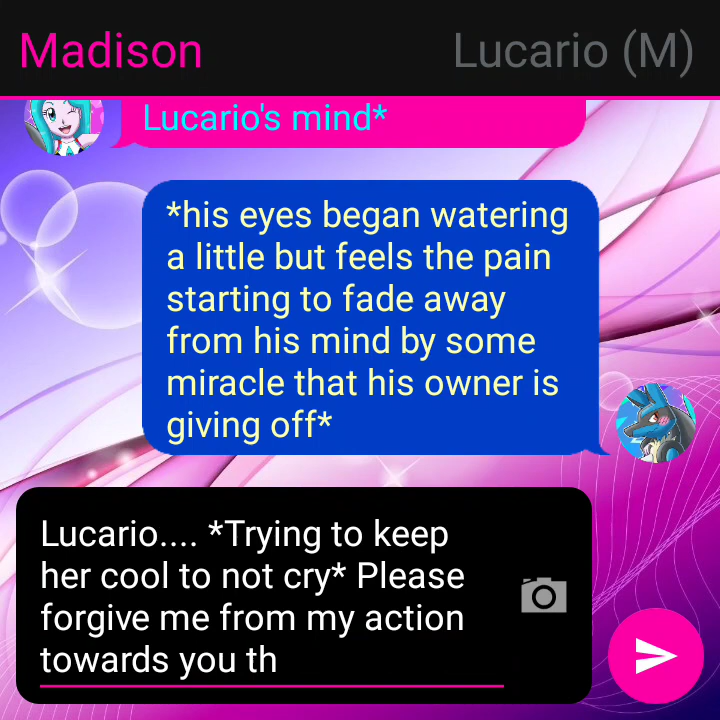 Madison
Lucario (M)
Lucario's mind*
*his eyes began watering
a little but feels the pain
starting to fade away
from his mind by some
miracle that his owner is
giving off*
Lucario.... *Trying to keep
her cool to not cry* Please
forgive me from my action
towards you th